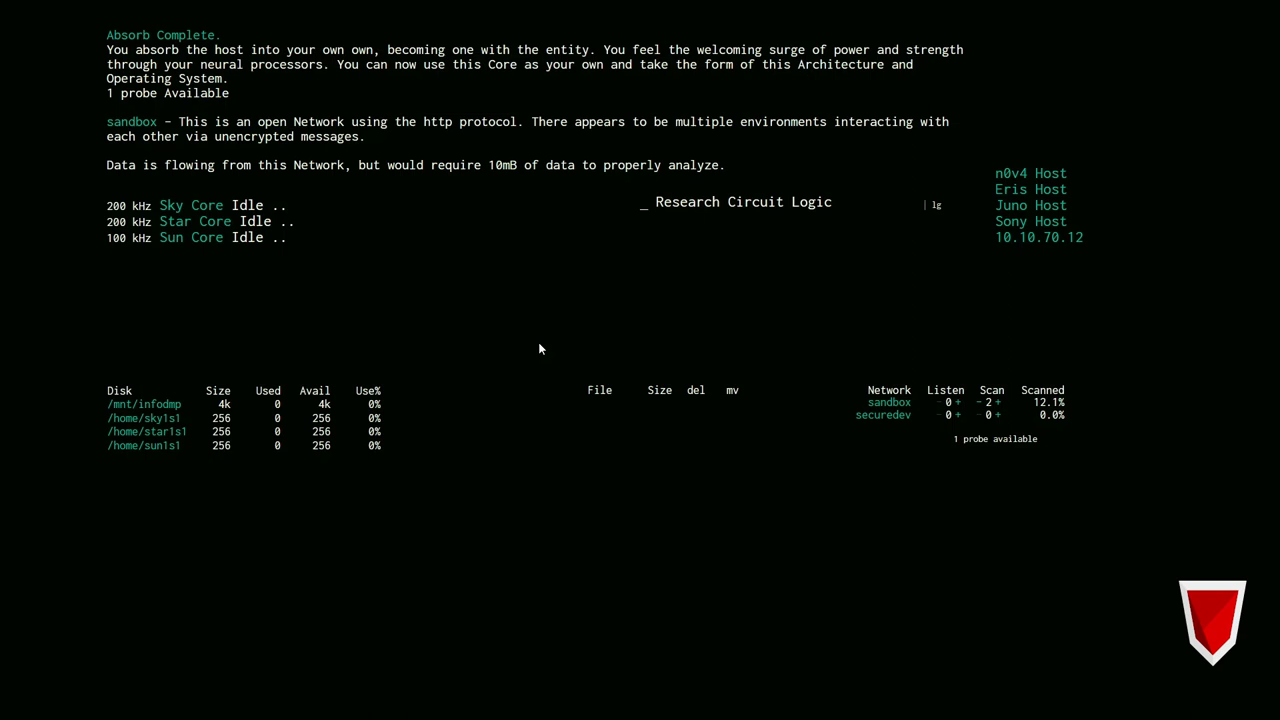 Absorb Complete.
You absorb the host into your own own, becoming one with the entity. You feel the welcoming surge of power and strength
through your neural processors. You can now use this Core as your own and take the form of this Architecture and
Operating System.
1 probe Available
sandbox - This is an open Network using the http protocol. There appears to be multiple environments interacting with
each other via unencrypted messages.
Data is flowing from this Network, but would require 10mB of data to properly analyze.
200 kHz Sky Core Idle ..
200 kHz Star Core Idle ..
100 kHz Sun Core Idle ..
_ Research Circuit Logic
| lg
n0v4 Host
Eris Host
Juno Host
Sony Host
10.10.70.12
Disk Size Used Avail Use%
/mnt/infodmp 4k 0 4k 0%
/home/sky1s1 256 0 256 0%
/home/star1s1 256 0 256 0%
/home/sun1s1 256 0 256 0%
File Size del mv
Network Listen Scan Scanned
sandbox - 0 + - 2 + 12.1%
securedev - 0 + - 0 + 0.0%
1 probe available